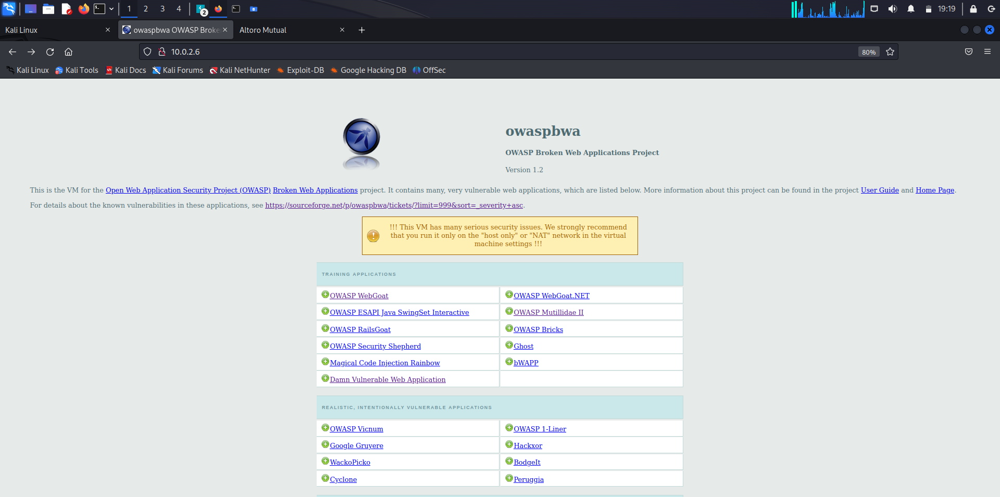 1 2 3 4 2 19:19
Kali Linux owaspbwa OWASP Broke Altoro Mutual
10.0.2.6 80%
Kali Linux Kali Tools Kali Docs Kali Forums Kali NetHunter Exploit-DB Google Hacking DB OffSec
owaspbwa
OWASP Broken Web Applications Project
Version 1.2
This is the VM for the Open Web Application Security Project (OWASP) Broken Web Applications project. It contains many, very vulnerable web applications, which are listed below. More information about this project can be found in the project User Guide and Home Page.
For details about the known vulnerabilities in these applications, see https://sourceforge.net/p/owaspbwa/tickets/?limit=999&sort=_severity+asc.
!!! This VM has many serious security issues. We strongly recommend
that you run it only on the "host only" or "NAT" network in the virtual
machine settings !!!
TRAINING APPLICATIONS
OWASP WebGoat OWASP WebGoat.NET
OWASP ESAPI Java SwingSet Interactive OWASP Mutillidae II
OWASP RailsGoat OWASP Bricks
OWASP Security Shepherd Ghost
Magical Code Injection Rainbow bWAPP
Damn Vulnerable Web Application
REALISTIC, INTENTIONALLY VULNERABLE APPLICATIONS
OWASP Vicnum OWASP 1-Liner
Google Gruyere Hackxor
WackoPicko BodgeIt
Cyclone Peruggia